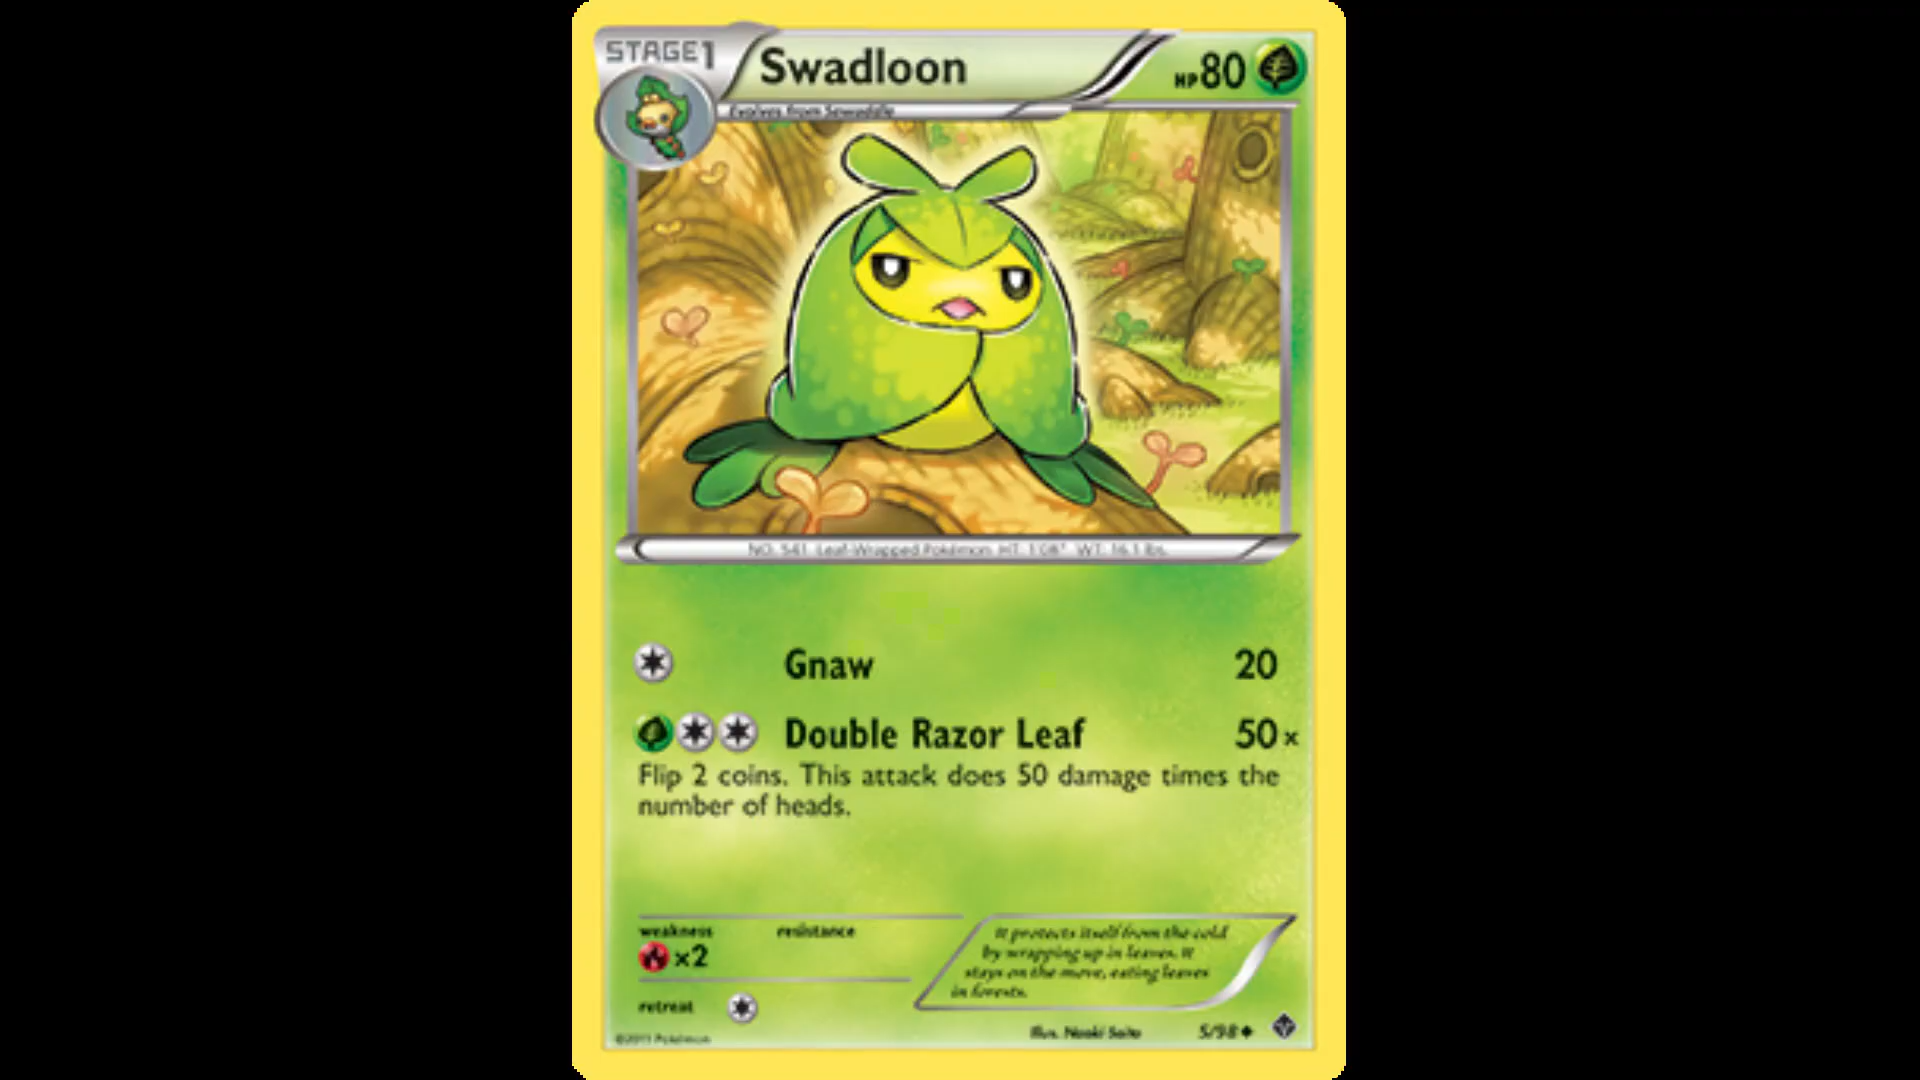 STAGE1
Swadloon
HP80
Evolves from Sewaddle
NO. 541 Leaf-Wrapped Pokémon HT. 1'08" WT. 16.1 lbs.
Gnaw 20
Double Razor Leaf 50x
Flip 2 coins. This attack does 50 damage times the
number of heads.
weakness resistance
x2
It protects itself from the cold
by wrapping up in leaves. It
stays on the move, eating leaves
in forests.
retreat
Illus. Naoki Saito 5/98
©2011 Pokémon